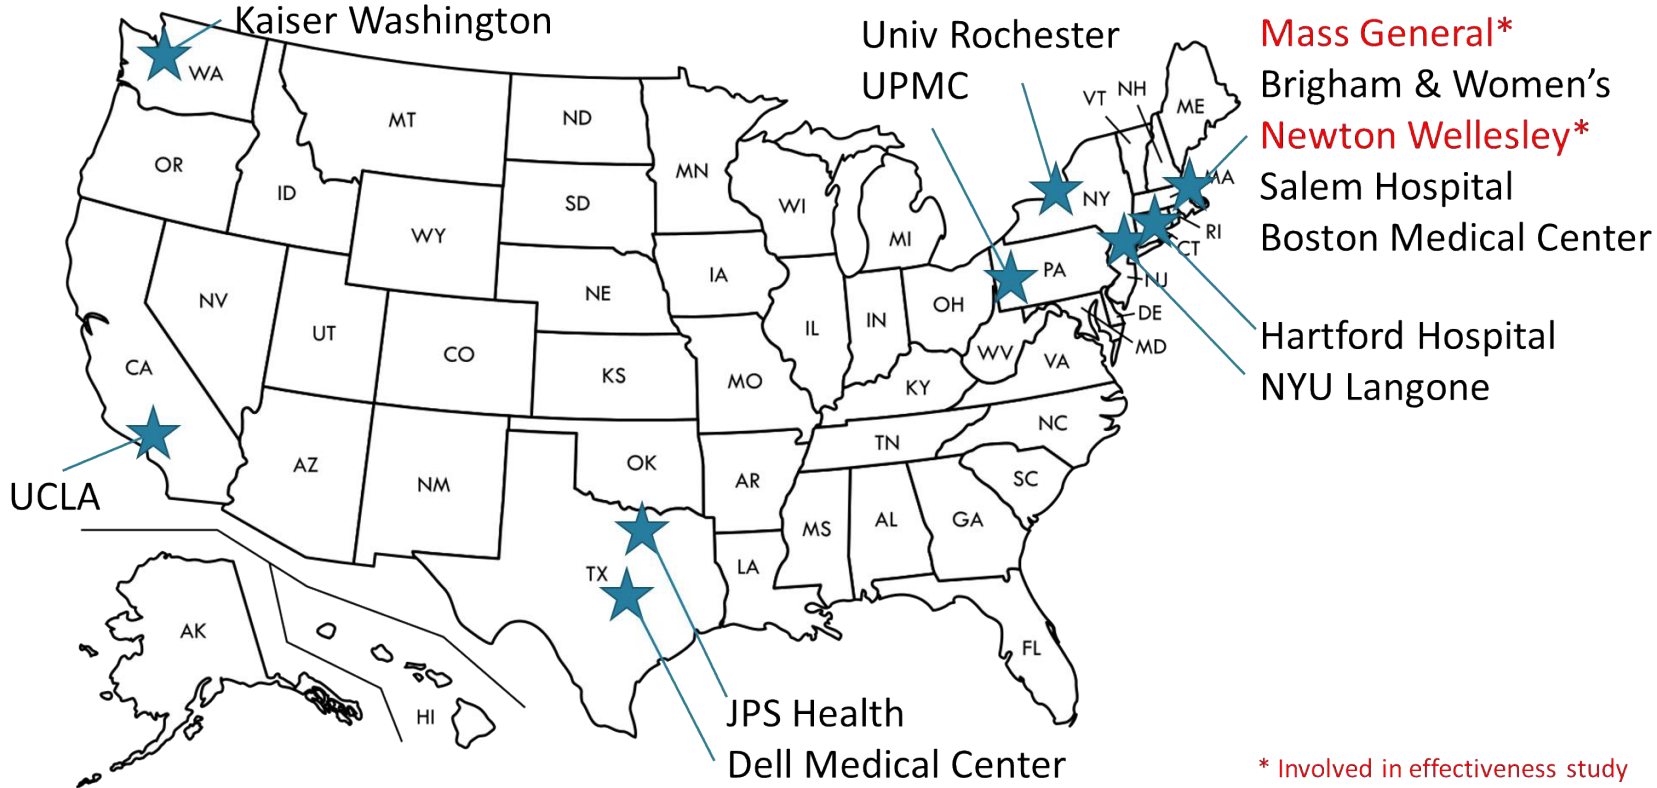 Kaiser Washington
Univ Rochester
UPMC
Mass General*
Brigham & Women’s
Newton Wellesley*
Salem Hospital
Boston Medical Center
Hartford Hospital
NYU Langone
UCLA
JPS Health
Dell Medical Center
* Involved in effectiveness study
WA
OR
ID
MT
ND
SD
MN
WI
MI
WY
NE
IA
NV
UT
CO
KS
MO
IL
IN
OH
PA
NY
VT
NH
ME
MA
RI
CT
NJ
DE
MD
WV
VA
KY
CA
AZ
NM
OK
AR
TN
NC
SC
MS
AL
GA
LA
TX
FL
AK
HI